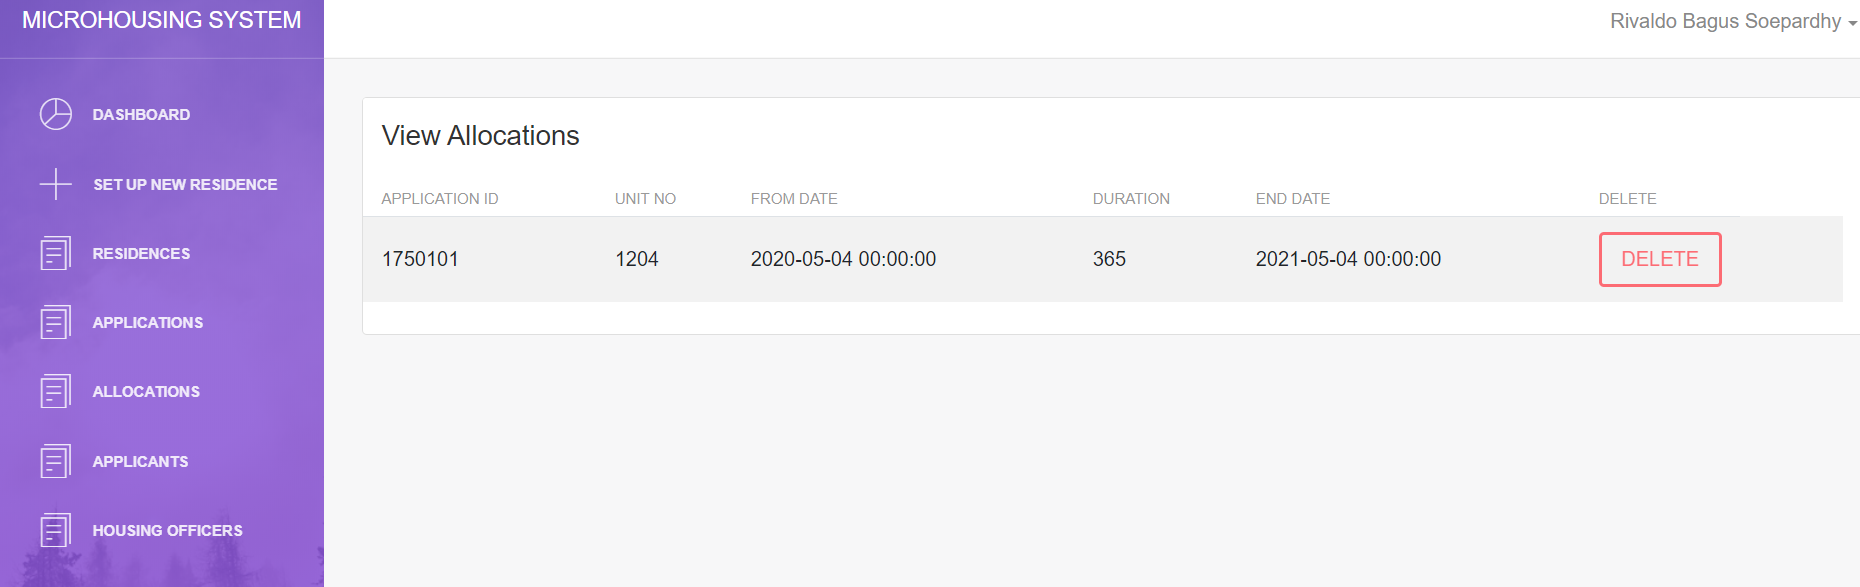 MICROHOUSING SYSTEM
Rivaldo Bagus Soepardhy
DASHBOARD
SET UP NEW RESIDENCE
RESIDENCES
APPLICATIONS
ALLOCATIONS
APPLICANTS
HOUSING OFFICERS
View Allocations
APPLICATION ID UNIT NO FROM DATE DURATION END DATE DELETE
1750101 1204 2020-05-04 00:00:00 365 2021-05-04 00:00:00 DELETE